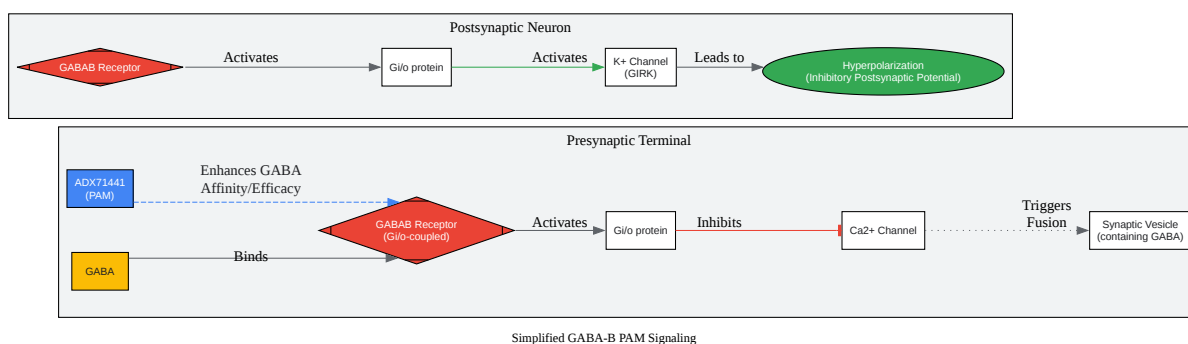 Postsynaptic Neuron
GABAB Receptor
Activates
Gi/o protein
Activates
K+ Channel
(GIRK)
Leads to
Hyperpolarization
(Inhibitory Postsynaptic Potential)
Presynaptic Terminal
ADX71441
(PAM)
Enhances GABA
Affinity/Efficacy
GABA
Binds
GABAB Receptor
(Gi/o-coupled)
Activates
Gi/o protein
Inhibits
Ca2+ Channel
Triggers
Fusion
Synaptic Vesicle
(containing GABA)
Simplified GABA-B PAM Signaling